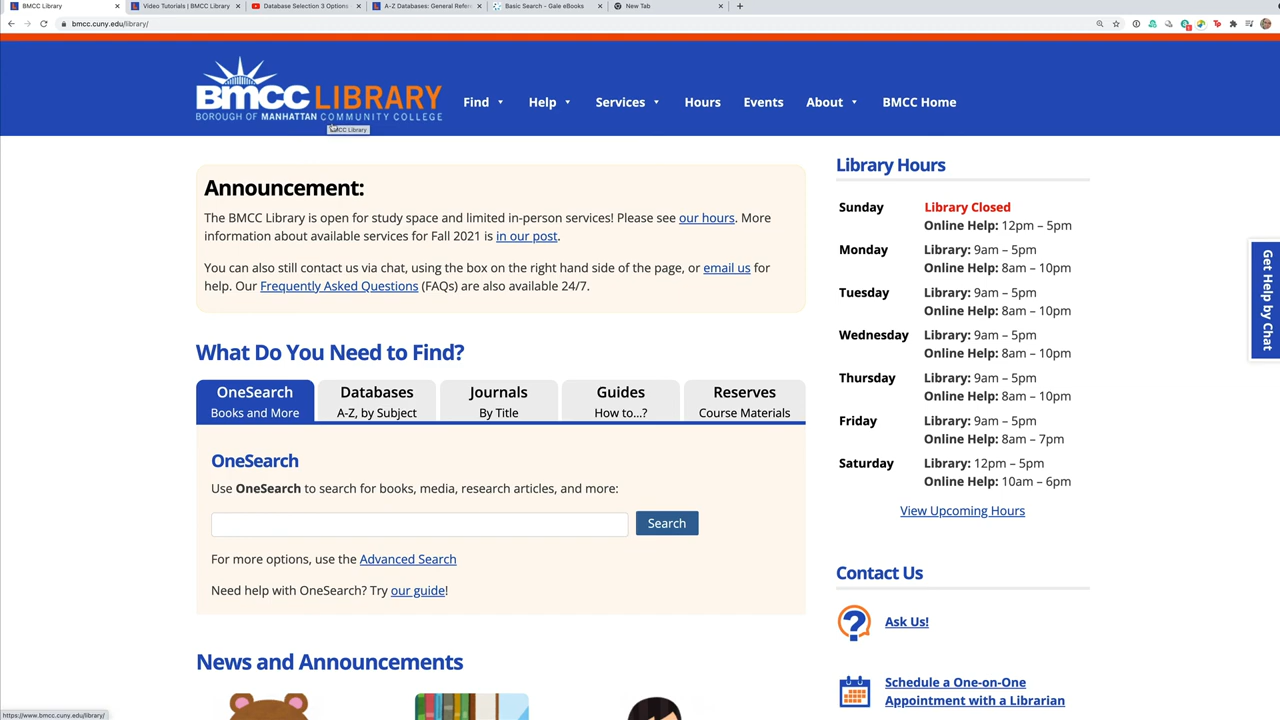 BMCC Library
Video Tutorials | BMCC Library
Database Selection 3 Options
A-Z Databases: General Refere
Basic Search - Gale eBooks
New Tab
bmcc.cuny.edu/library/
BMCC LIBRARY
BOROUGH OF MANHATTAN COMMUNITY COLLEGE
Find
Help
Services
Hours
Events
About
BMCC Home
BMCC Library
Announcement:
The BMCC Library is open for study space and limited in-person services! Please see our hours. More
information about available services for Fall 2021 is in our post.
You can also still contact us via chat, using the box on the right hand side of the page, or email us for
help. Our Frequently Asked Questions (FAQs) are also available 24/7.
What Do You Need to Find?
OneSearch
Books and More
Databases
A-Z, by Subject
Journals
By Title
Guides
How to...?
Reserves
Course Materials
OneSearch
Use OneSearch to search for books, media, research articles, and more:
Search
For more options, use the Advanced Search
Need help with OneSearch? Try our guide!
News and Announcements
Library Hours
Sunday Library Closed
Online Help: 12pm – 5pm
Monday Library: 9am – 5pm
Online Help: 8am – 10pm
Tuesday Library: 9am – 5pm
Online Help: 8am – 10pm
Wednesday Library: 9am – 5pm
Online Help: 8am – 10pm
Thursday Library: 9am – 5pm
Online Help: 8am – 10pm
Friday Library: 9am – 5pm
Online Help: 8am – 7pm
Saturday Library: 12pm – 5pm
Online Help: 10am – 6pm
View Upcoming Hours
Contact Us
Ask Us!
Schedule a One-on-One
Appointment with a Librarian
Get Help by Chat
https://www.bmcc.cuny.edu/library/